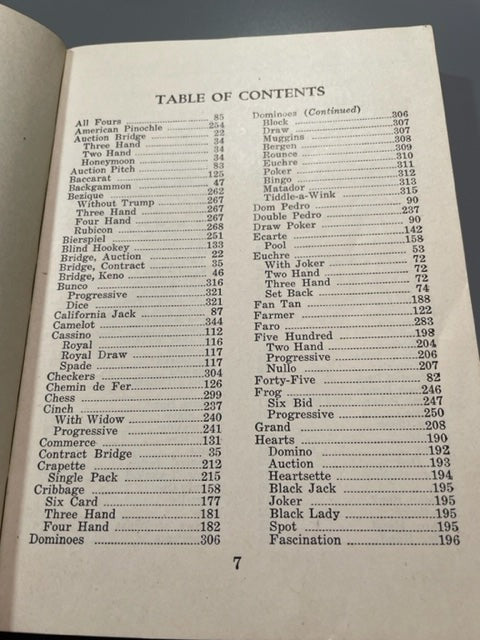 TABLE OF CONTENTS
All Fours ........ 85
American Pinochle ........ 254
Auction Bridge ........ 22
Three Hand ........ 34
Two Hand ........ 34
Honeymoon ........ 34
Auction Pitch ........ 83
Baccarat ........ 125
Backgammon ........ 47
Bezique ........ 262
Without Trump ........ 267
Three Hand ........ 267
Four Hand ........ 267
Rubicon ........ 268
Bierspiel ........ 251
Blind Hookey ........ 133
Bridge, Auction ........ 22
Bridge, Contract ........ 35
Bridge, Keno ........ 46
Bunco ........ 316
Progressive ........ 321
Dice ........ 321
California Jack ........ 87
Camelot ........ 344
Cassino ........ 112
Royal ........ 116
Royal Draw ........ 117
Spade ........ 117
Checkers ........ 304
Chemin de Fer ........ 126
Chess ........ 299
Cinch ........ 237
With Widow ........ 240
Progressive ........ 241
Commerce ........ 131
Contract Bridge ........ 35
Crapette ........ 212
Single Pack ........ 215
Cribbage ........ 158
Six Card ........ 177
Three Hand ........ 181
Four Hand ........ 182
Dominoes ........ 306
Dominoes (Continued) ........ 306
Block ........ 307
Draw ........ 307
Muggins ........ 308
Bergen ........ 309
Rounce ........ 309
Euchre ........ 310
Poker ........ 311
Bingo ........ 312
Matador ........ 313
Tiddle-a-Wink ........ 315
Dom Pedro ........ 90
Double Pedro ........ 237
Draw Poker ........ 90
Ecarte ........ 142
Pool ........ 158
Euchre ........ 53
With Joker ........ 72
Two Hand ........ 72
Three Hand ........ 72
Set Back ........ 74
Fan Tan ........ 188
Farmer ........ 122
Faro ........ 283
Five Hundred ........ 198
Two Hand ........ 204
Progressive ........ 206
Nullo ........ 207
Forty-Five ........ 82
Frog ........ 246
Six Bid ........ 247
Progressive ........ 250
Grand ........ 208
Hearts ........ 190
Domino ........ 192
Auction ........ 193
Heartsette ........ 194
Black Jack ........ 195
Joker ........ 195
Black Lady ........ 195
Spot ........ 195
Fascination ........ 196
7